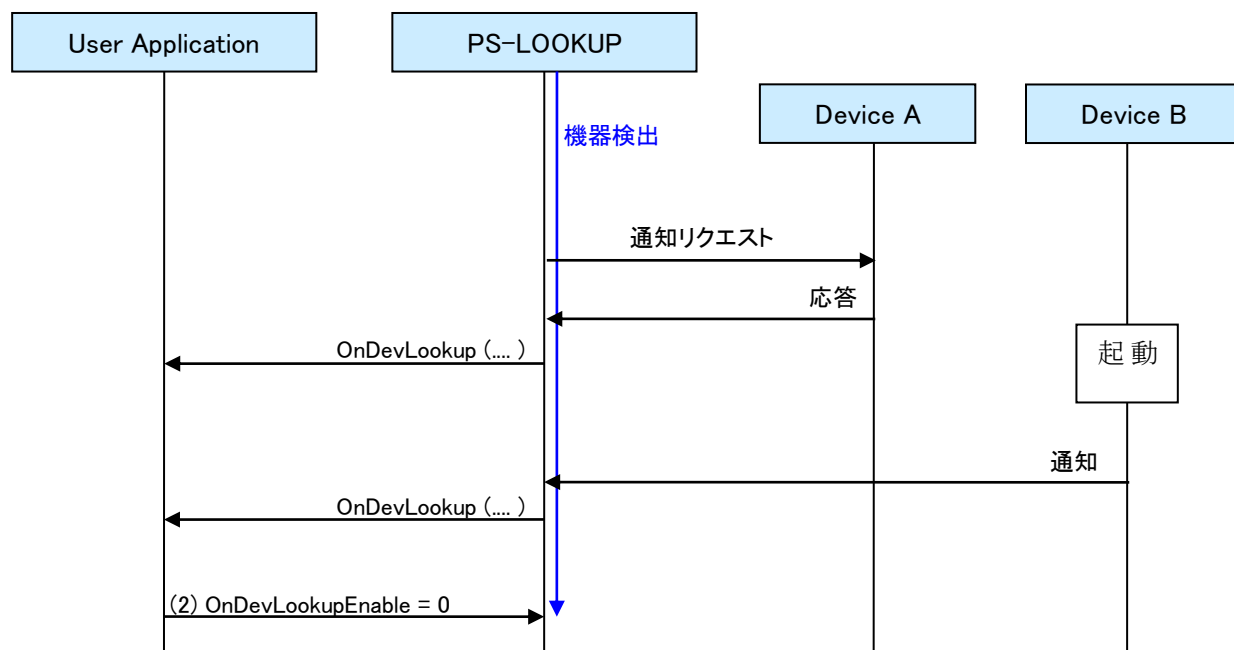 User Application
PS-LOOKUP
Device A
Device B
機器検出
通知リクエスト
応答
OnDevLookup (.... )
起 動
通知
OnDevLookup (.... )
(2) OnDevLookupEnable = 0